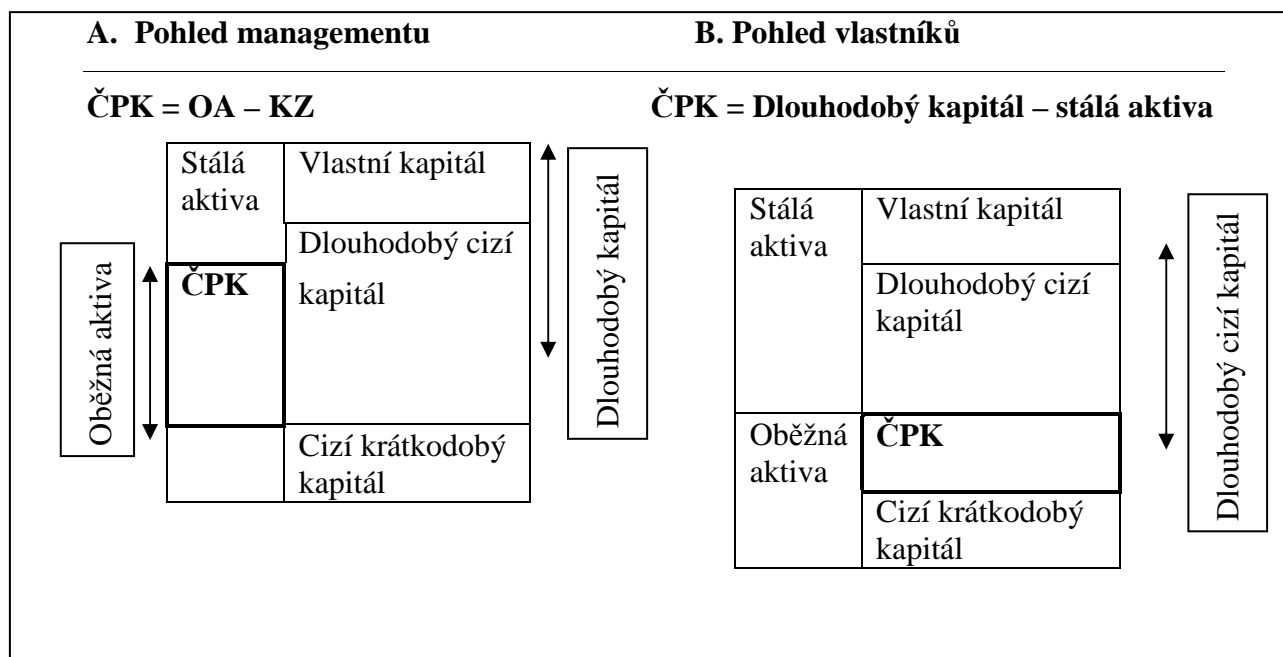 A. Pohled managementu
B. Pohled vlastníků
ČPK = OA – KZ
ČPK = Dlouhodobý kapitál – stálá aktiva
Stálá
aktiva
Vlastní kapitál
Dlouhodobý cizí
kapitál
ČPK
Cizí krátkodobý
kapitál
Oběžná aktiva
Dlouhodobý kapitál
Stálá
aktiva
Vlastní kapitál
Dlouhodobý cizí
kapitál
Oběžná
aktiva
ČPK
Cizí krátkodobý
kapitál
Dlouhodobý cizí kapitál